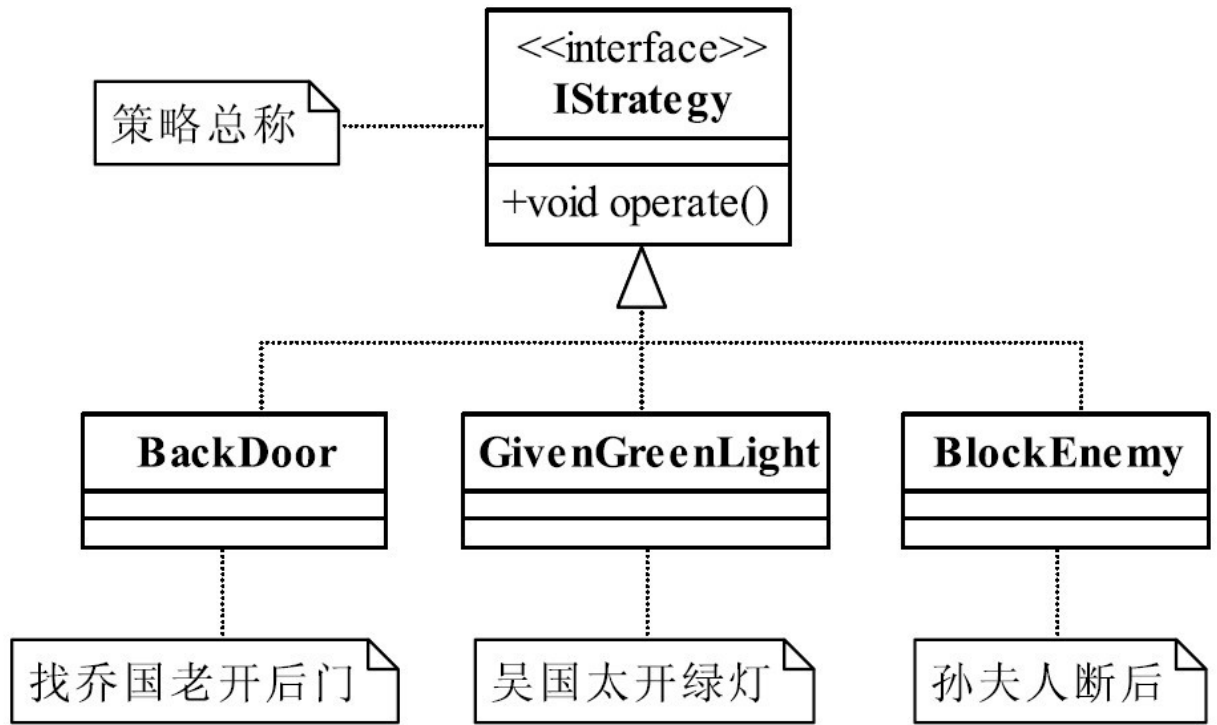 <<interface>>
IStrategy
策略总称
+void operate()
BackDoor
GivenGreenLight
BlockEnemy
找乔国老开后门
吴国太开绿灯
孙夫人断后